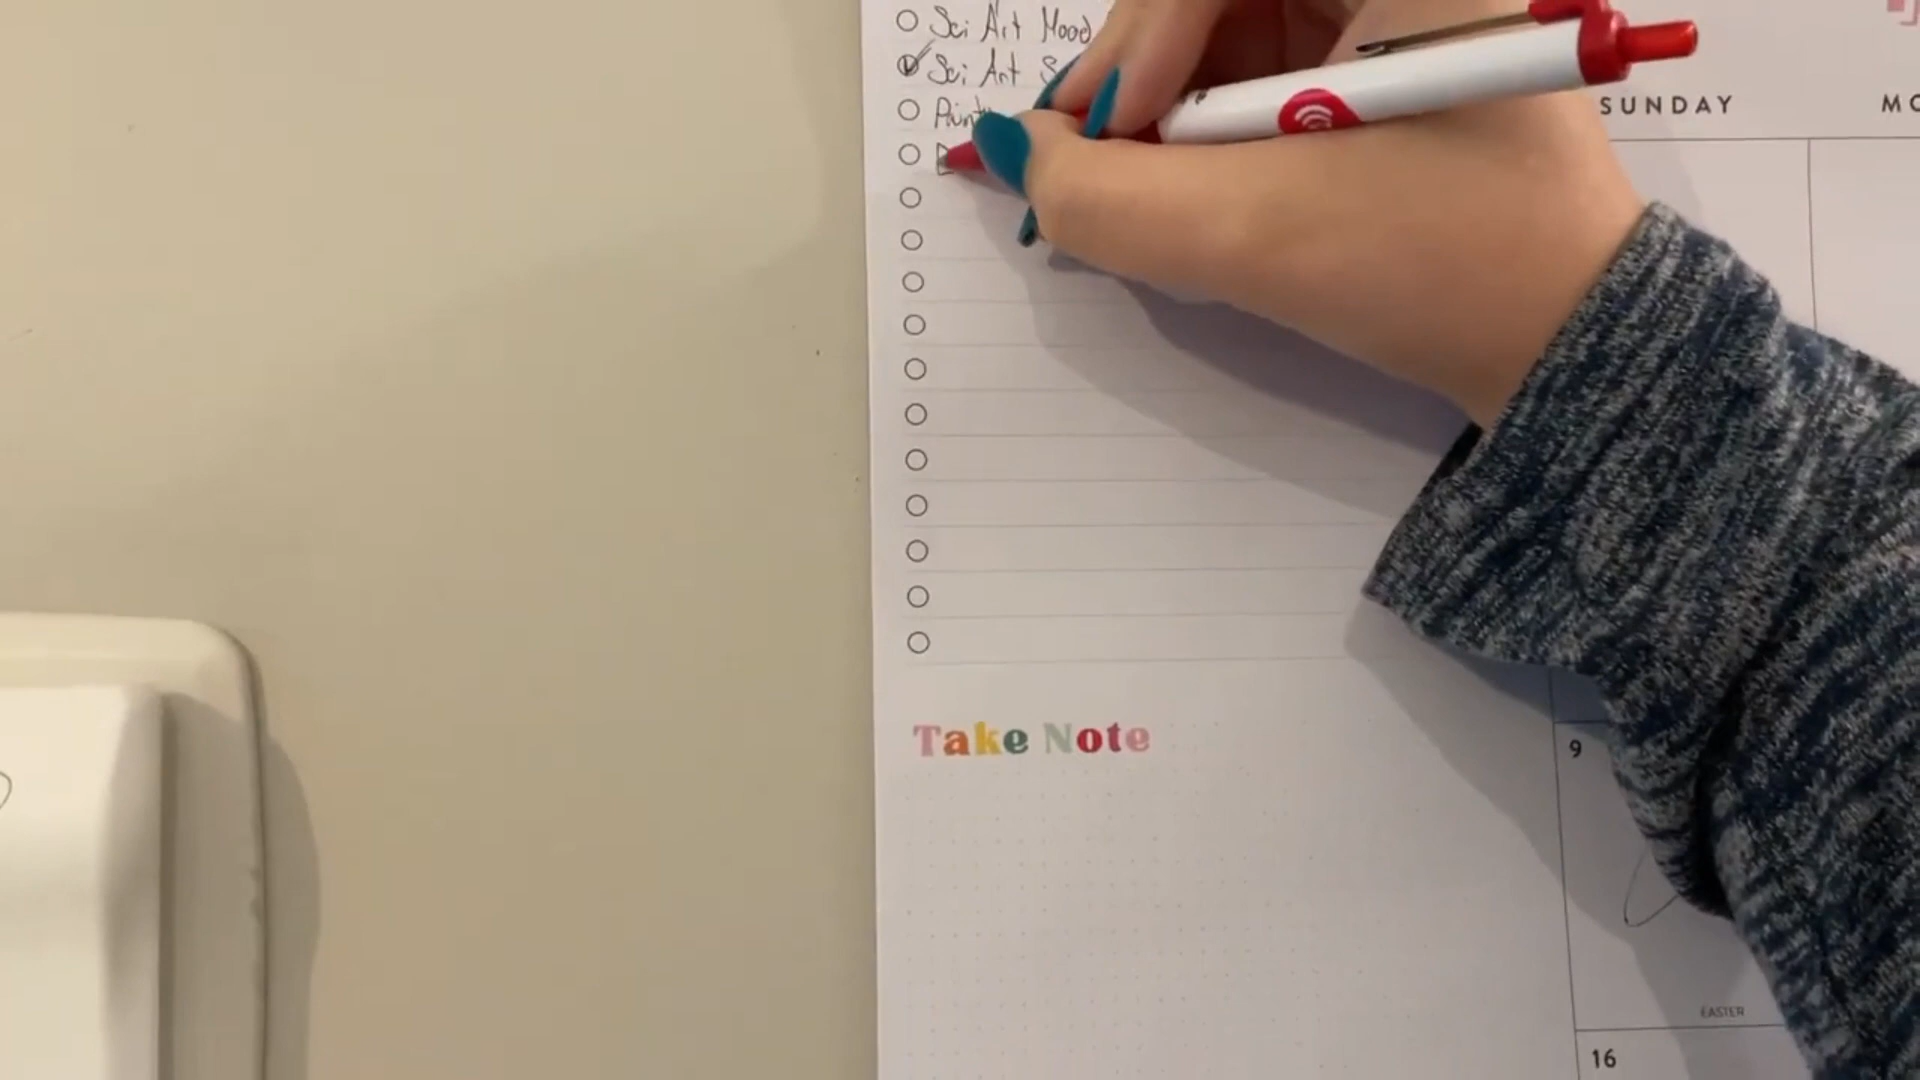 Sci Art Mood
Sci Art
SUNDAY
Take Note
9
EASTER
16